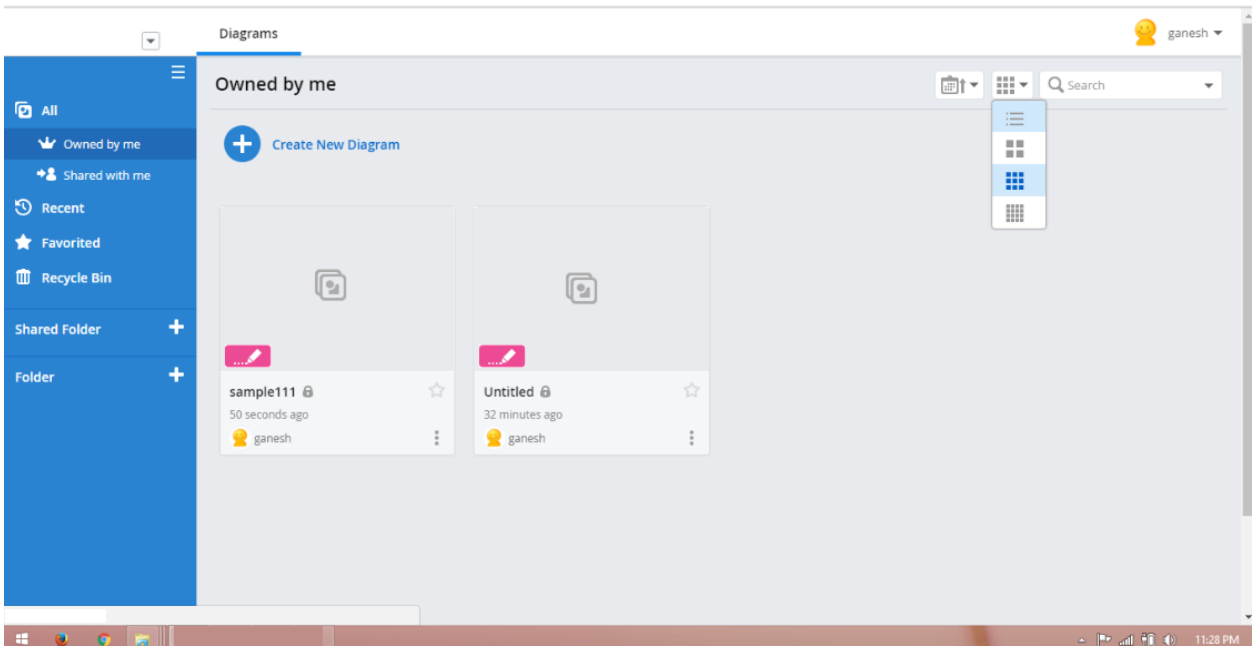 Diagrams
ganesh
Owned by me
Search
All
Owned by me
Shared with me
Recent
Favorited
Recycle Bin
Shared Folder
Folder
Create New Diagram
sample111
50 seconds ago
ganesh
Untitled
32 minutes ago
ganesh
11:28 PM